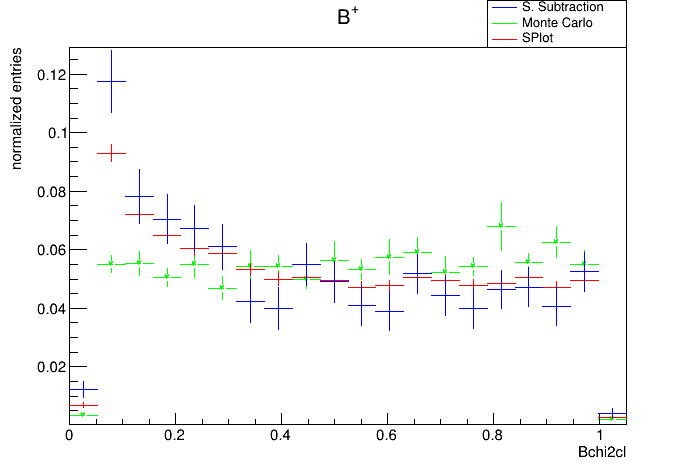 B+
S. Subtraction
Monte Carlo
SPlot
normalized entries
0.12
0.1
0.08
0.06
0.04
0.02
0 0.2 0.4 0.6 0.8 1
Bchi2cl